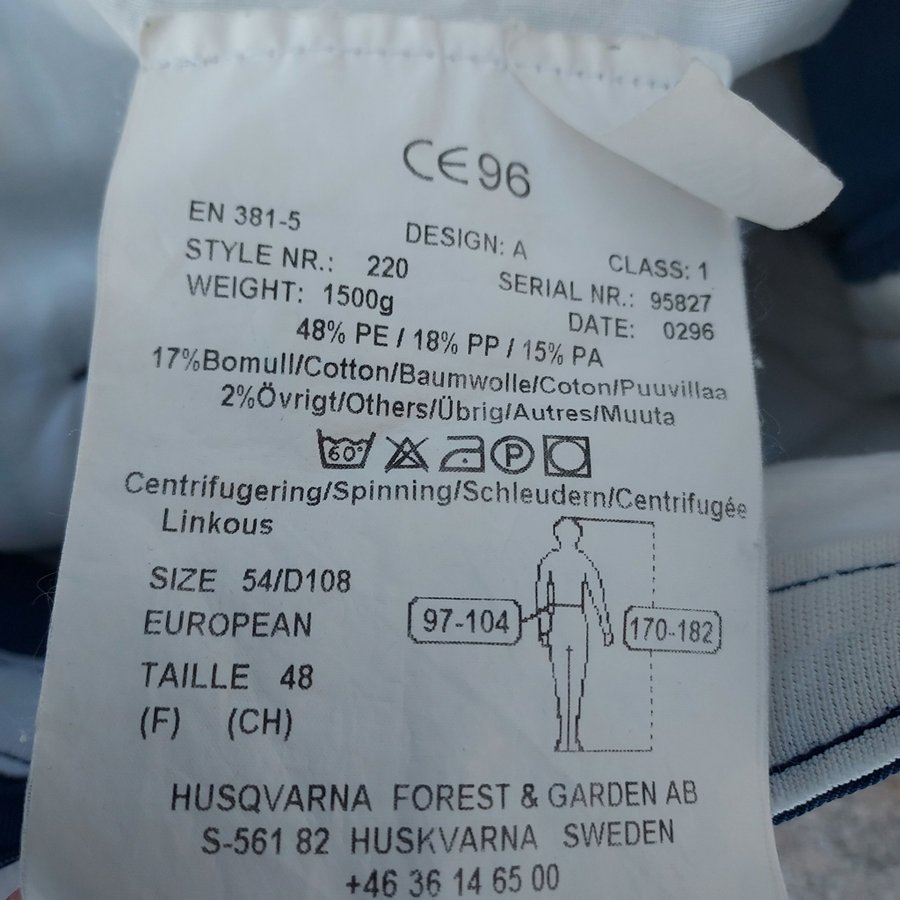 CE 96
EN 381-5 DESIGN: A CLASS: 1
STYLE NR.: 220 SERIAL NR.: 95827
WEIGHT: 1500g DATE: 0296
48% PE / 18% PP / 15% PA
17%Bomull/Cotton/Baumwolle/Coton/Puuvillaa
2%Övrigt/Others/Übrig/Autres/Muuta
60° P
Centrifugering/Spinning/Schleudern/Centrifugée
Linkous
SIZE 54/D108
EUROPEAN 97-104 170-182
TAILLE 48
(F) (CH)
HUSQVARNA FOREST & GARDEN AB
S-561 82 HUSKVARNA SWEDEN
+46 36 14 65 00